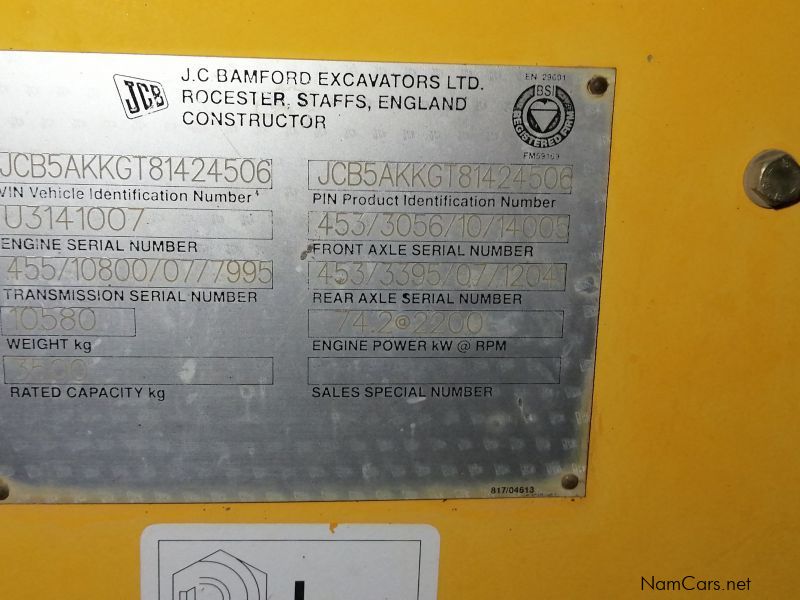 JCB
J.C BAMFORD EXCAVATORS LTD.
ROCESTER, STAFFS, ENGLAND
CONSTRUCTOR
EN 29001
BSI
REGISTERED FIRM
JCB5AKKGT81424506
VIN Vehicle Identification Number
JCB5AKKGT81424506
PIN Product Identification Number
U3141007
ENGINE SERIAL NUMBER
453/3056/10/14005
FRONT AXLE SERIAL NUMBER
455/10800/07/7995
TRANSMISSION SERIAL NUMBER
453/3395/07/1204
REAR AXLE SERIAL NUMBER
10580
WEIGHT kg
74.2@2200
ENGINE POWER kW @ RPM
3500
RATED CAPACITY kg
SALES SPECIAL NUMBER
817/04613
NamCars.net